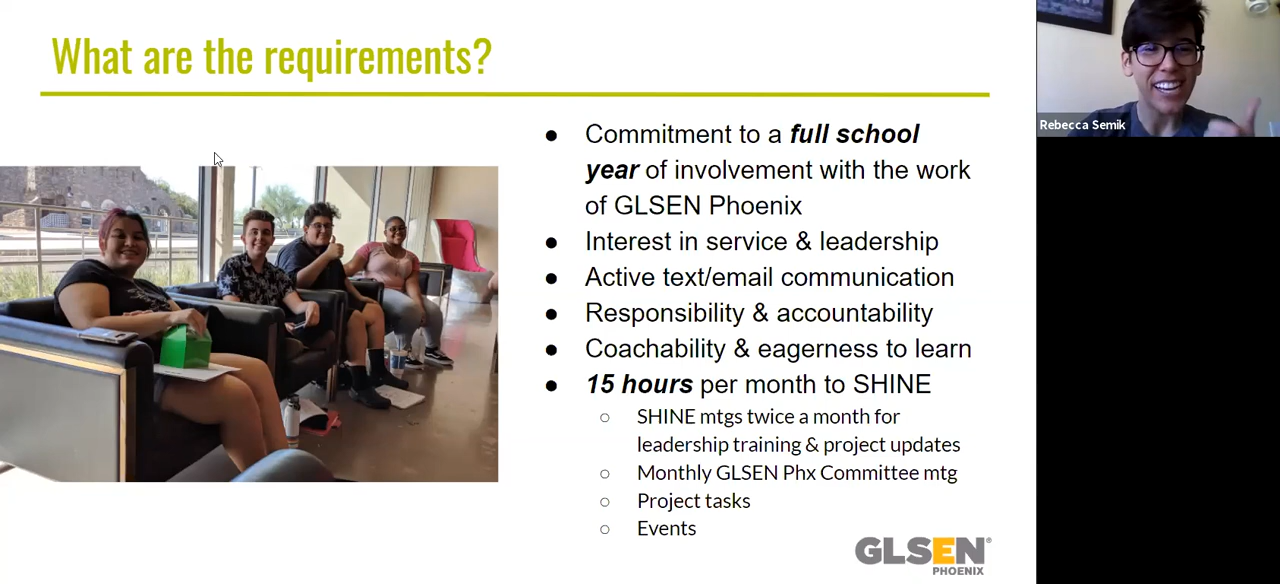 What are the requirements?
Rebecca Semik
● Commitment to a full school
year of involvement with the work
of GLSEN Phoenix
● Interest in service & leadership
● Active text/email communication
● Responsibility & accountability
● Coachability & eagerness to learn
● 15 hours per month to SHINE
○ SHINE mtgs twice a month for
leadership training & project updates
○ Monthly GLSEN Phx Committee mtg
○ Project tasks
○ Events
GLSEN®
PHOENIX